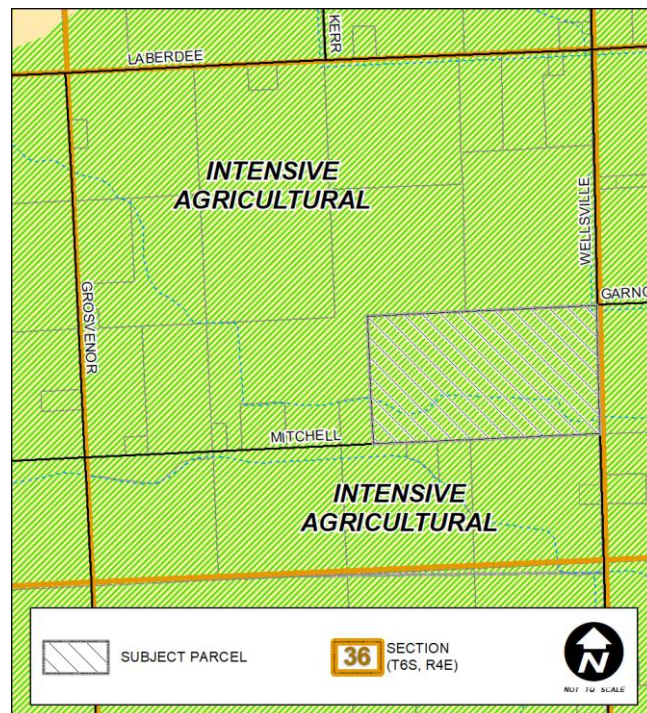 KERR
LABERDEE
INTENSIVE
AGRICULTURAL
WELLSVILLE
GROSVENOR
GARNO
MITCHELL
INTENSIVE
AGRICULTURAL
SUBJECT PARCEL
36
SECTION
(T6S, R4E)
N
NOT TO SCALE